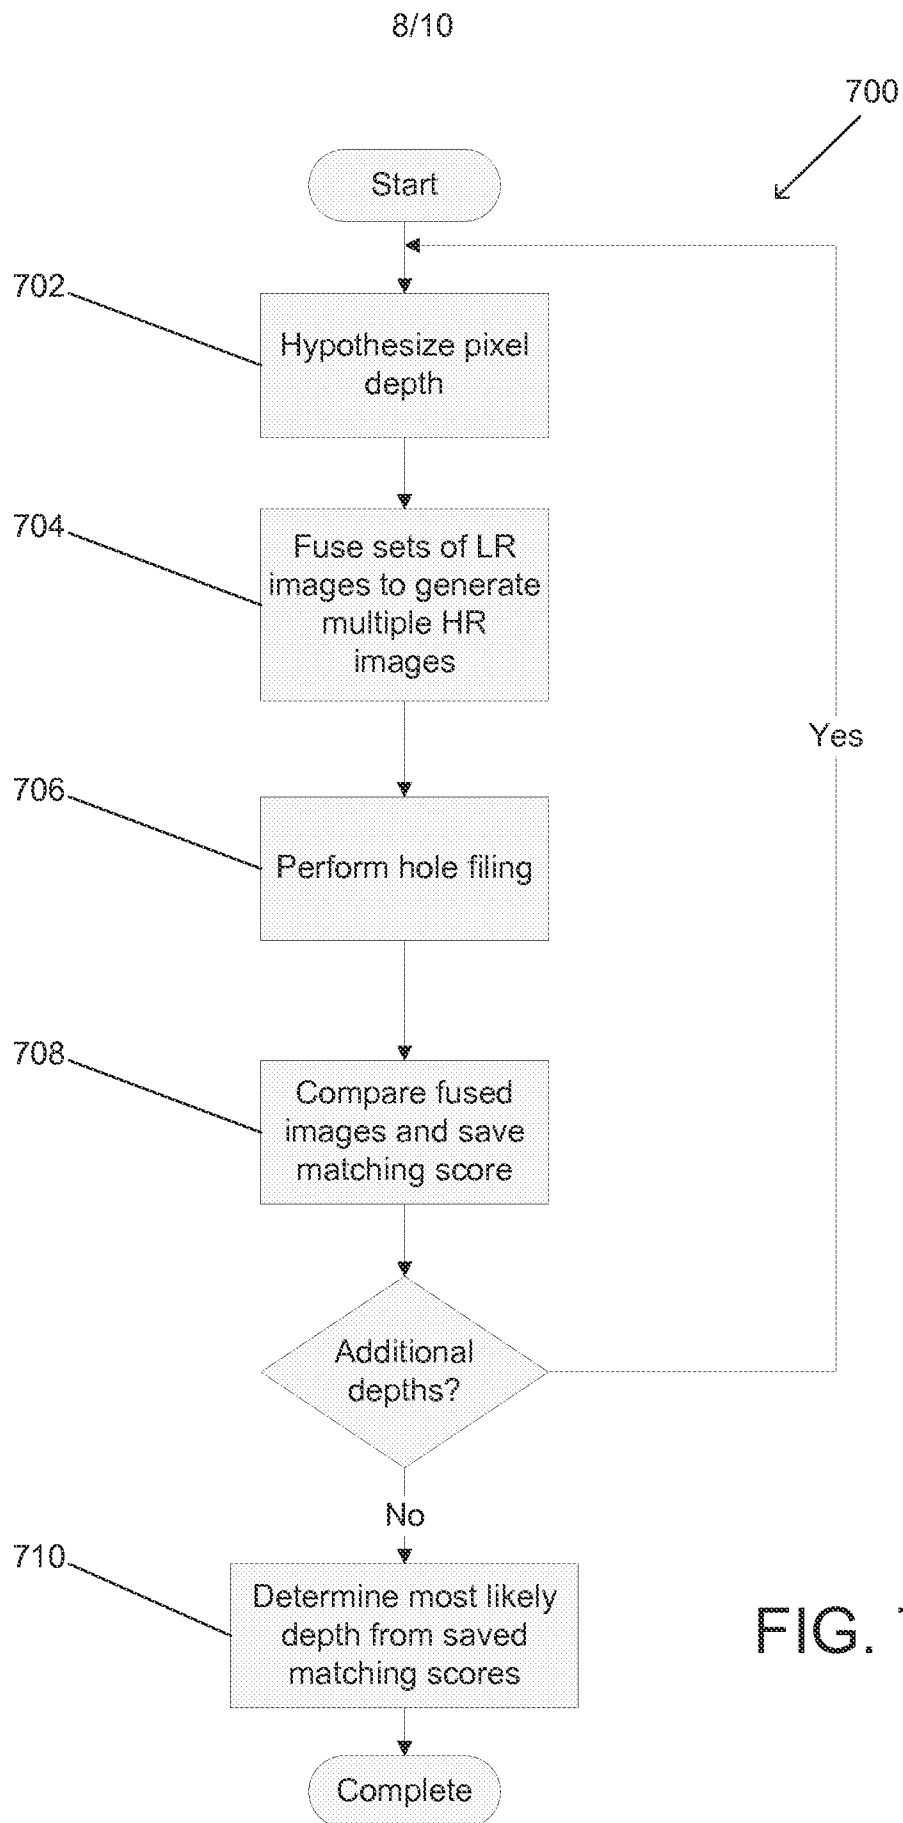 8/10
700
Start
702
Hypothesize pixel
depth
704
Fuse sets of LR
images to generate
multiple HR
images
Yes
706
Perform hole filing
708
Compare fused
images and save
matching score
Additional
depths?
No
710
Determine most likely
depth from saved
matching scores
FIG.
Complete